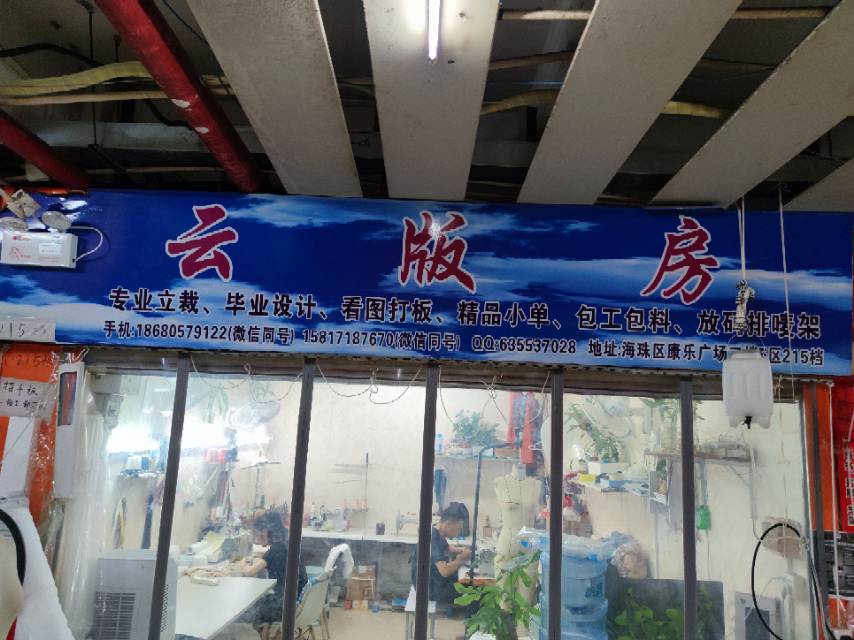 云版房
专业立裁、毕业设计、看图打板、精品小单、包工包料、放码排唛架
手机:18680579122(微信同号) 15817187670(微信同号) QQ:635537028 地址:海珠区康乐广场 区215档
215